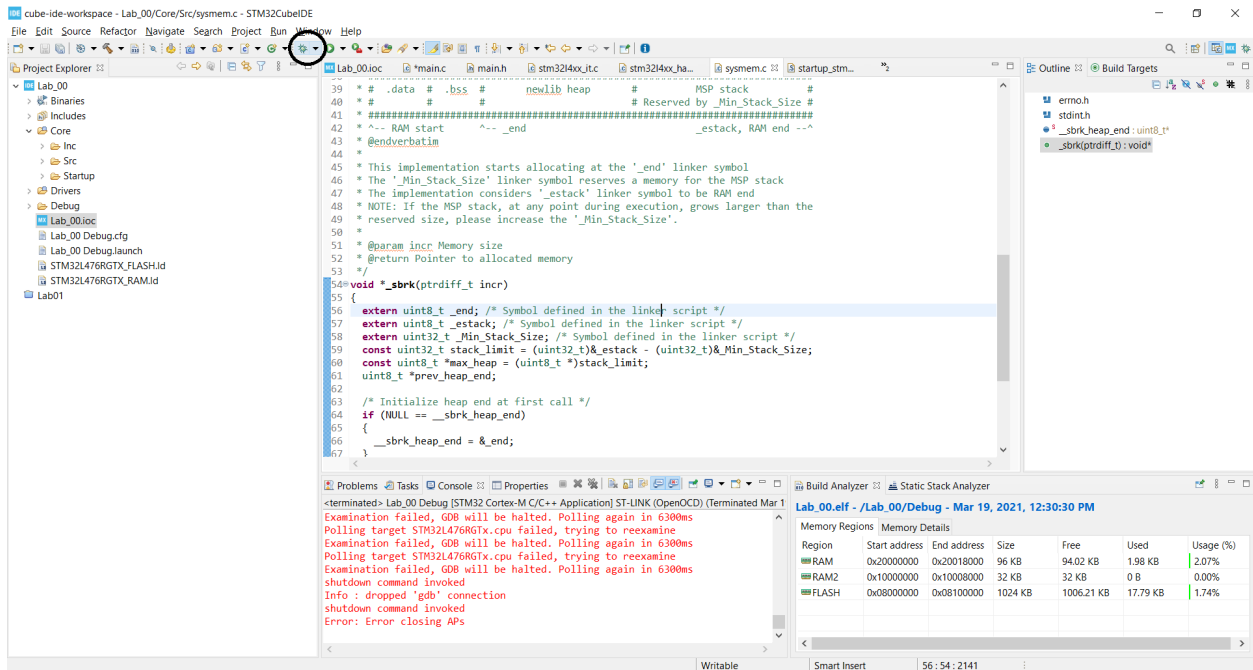 IDE cube-ide-workspace - Lab_00/Core/Src/sysmem.c - STM32CubeIDE
File Edit Source Refactor Navigate Search Project Run Window Help
Project Explorer
Lab_00
Binaries
Includes
Core
Inc
Src
Startup
Drivers
Debug
MX Lab_00.ioc
Lab_00 Debug.cfg
Lab_00 Debug.launch
STM32L476RGTX_FLASH.ld
STM32L476RGTX_RAM.ld
Lab01
MX Lab_00.ioc *main.c main.h stm32l4xx_it.c stm32l4xx_ha... sysmem.c startup_stm... »2
39 * # .data # .bss # newlib heap # MSP stack #
40 * # # # # Reserved by _Min_Stack_Size #
41 * ##############################################################################
42 * ^-- RAM start ^-- _end _estack, RAM end --^
43 * @endverbatim
44 *
45 * This implementation starts allocating at the '_end' linker symbol
46 * The '_Min_Stack_Size' linker symbol reserves a memory for the MSP stack
47 * The implementation considers '_estack' linker symbol to be RAM end
48 * NOTE: If the MSP stack, at any point during execution, grows larger than the
49 * reserved size, please increase the '_Min_Stack_Size'.
50 *
51 * @param incr Memory size
52 * @return Pointer to allocated memory
53 */
54 void *_sbrk(ptrdiff_t incr)
55 {
56 extern uint8_t _end; /* Symbol defined in the linker script */
57 extern uint8_t _estack; /* Symbol defined in the linker script */
58 extern uint32_t _Min_Stack_Size; /* Symbol defined in the linker script */
59 const uint32_t stack_limit = (uint32_t)&_estack - (uint32_t)&_Min_Stack_Size;
60 const uint8_t *max_heap = (uint8_t *)stack_limit;
61 uint8_t *prev_heap_end;
62
63 /* Initialize heap end at first call */
64 if (NULL == __sbrk_heap_end)
65 {
66 __sbrk_heap_end = &_end;
67 }
Outline Build Targets
errno.h
stdint.h
S __sbrk_heap_end : uint8_t*
_sbrk(ptrdiff_t) : void*
Problems Tasks Console Properties
<terminated> Lab_00 Debug [STM32 Cortex-M C/C++ Application] ST-LINK (OpenOCD) (Terminated Mar 1
Examination failed, GDB will be halted. Polling again in 6300ms
Polling target STM32L476RGTx.cpu failed, trying to reexamine
Examination failed, GDB will be halted. Polling again in 6300ms
Polling target STM32L476RGTx.cpu failed, trying to reexamine
Examination failed, GDB will be halted. Polling again in 6300ms
shutdown command invoked
Info : dropped 'gdb' connection
shutdown command invoked
Error: Error closing APs
Build Analyzer Static Stack Analyzer
Lab_00.elf - /Lab_00/Debug - Mar 19, 2021, 12:30:30 PM
Memory Regions Memory Details
Region Start address End address Size Free Used Usage (%)
RAM 0x20000000 0x20018000 96 KB 94.02 KB 1.98 KB 2.07%
RAM2 0x10000000 0x10008000 32 KB 32 KB 0 B 0.00%
FLASH 0x08000000 0x08100000 1024 KB 1006.21 KB 17.79 KB 1.74%
Writable Smart Insert 56 : 54 : 2141